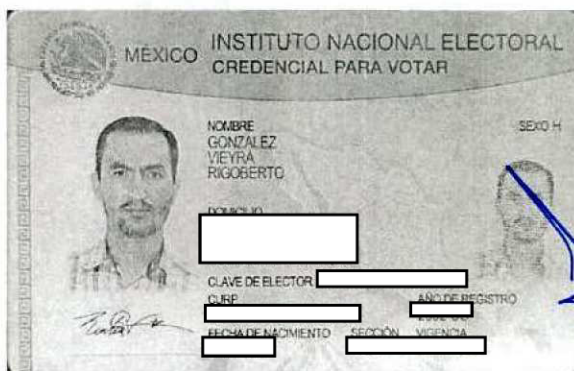 MÉXICO
INSTITUTO NACIONAL ELECTORAL
CREDENCIAL PARA VOTAR
NOMBRE
SEXO H
GONZALEZ
VIEYRA
RIGOBERTO
DOMICILIO
CLAVE DE ELECTOR
CURP
AÑO DE REGISTRO
FECHA DE NACIMIENTO
SECCIÓN
VIGENCIA